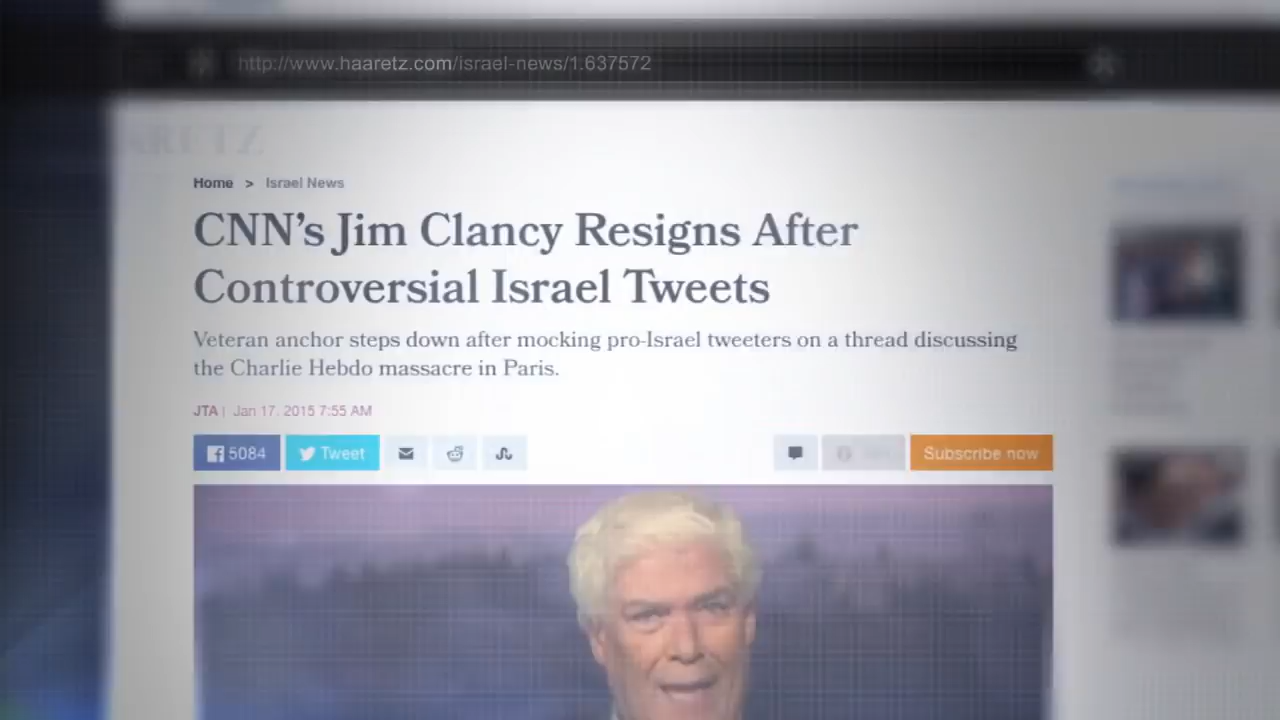 http://www.haaretz.com/israel-news/1.637572
Home > Israel News
CNN's Jim Clancy Resigns After
Controversial Israel Tweets
Veteran anchor steps down after mocking pro-Israel tweeters on a thread discussing
the Charlie Hebdo massacre in Paris.
JTA | Jan 17, 2015 7:55 AM
5084 Tweet Subscribe now